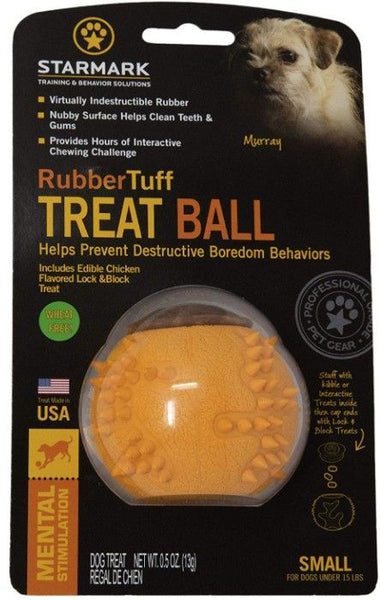 STARMARK
TRAINING & BEHAVIOR SOLUTIONS
Virtually Indestructible Rubber
Nubby Surface Helps Clean Teeth &
Gums
Provides Hours of Interactive
Chewing Challenge
Murray
RubberTuff
TREAT BALL
Helps Prevent Destructive Boredom Behaviors
Includes Edible Chicken
Flavored Lock &Block
Treat
WHEAT
FREE!
PROFESSIONAL
PET GEAR
Treat Made in
USA
Stuff with
kibble or
Interactive
Treats inside
then cap ends
with Lock &
Block Treats
MENTAL
STIMULATION
DOG TREAT NET WT. 0.5 OZ. (13g)
REGAL DE CHIEN
SMALL
FOR DOGS UNDER 15 LBS